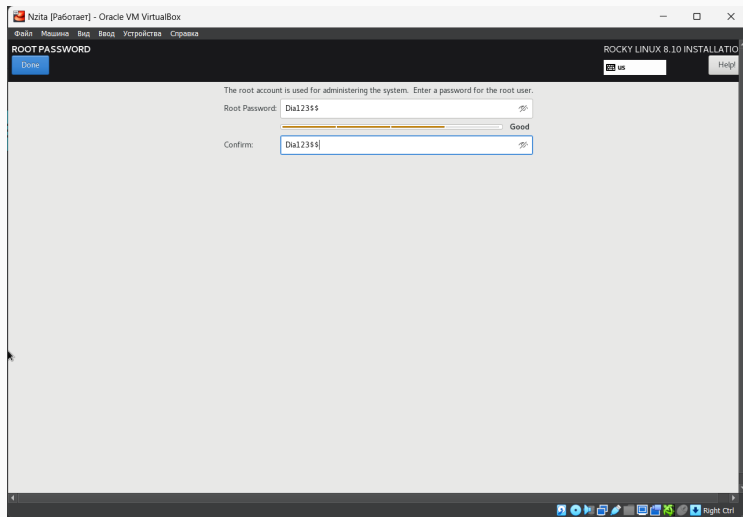 Nzita [Работает] - Oracle VM VirtualBox
Файл Машина Вид Ввод Устройства Справка
ROOT PASSWORD
ROCKY LINUX 8.10 INSTALLATIO
Done
us
Help!
The root account is used for administering the system. Enter a password for the root user.
Root Password: Dia123$$
Good
Confirm: Dia123$$
Right Ctrl